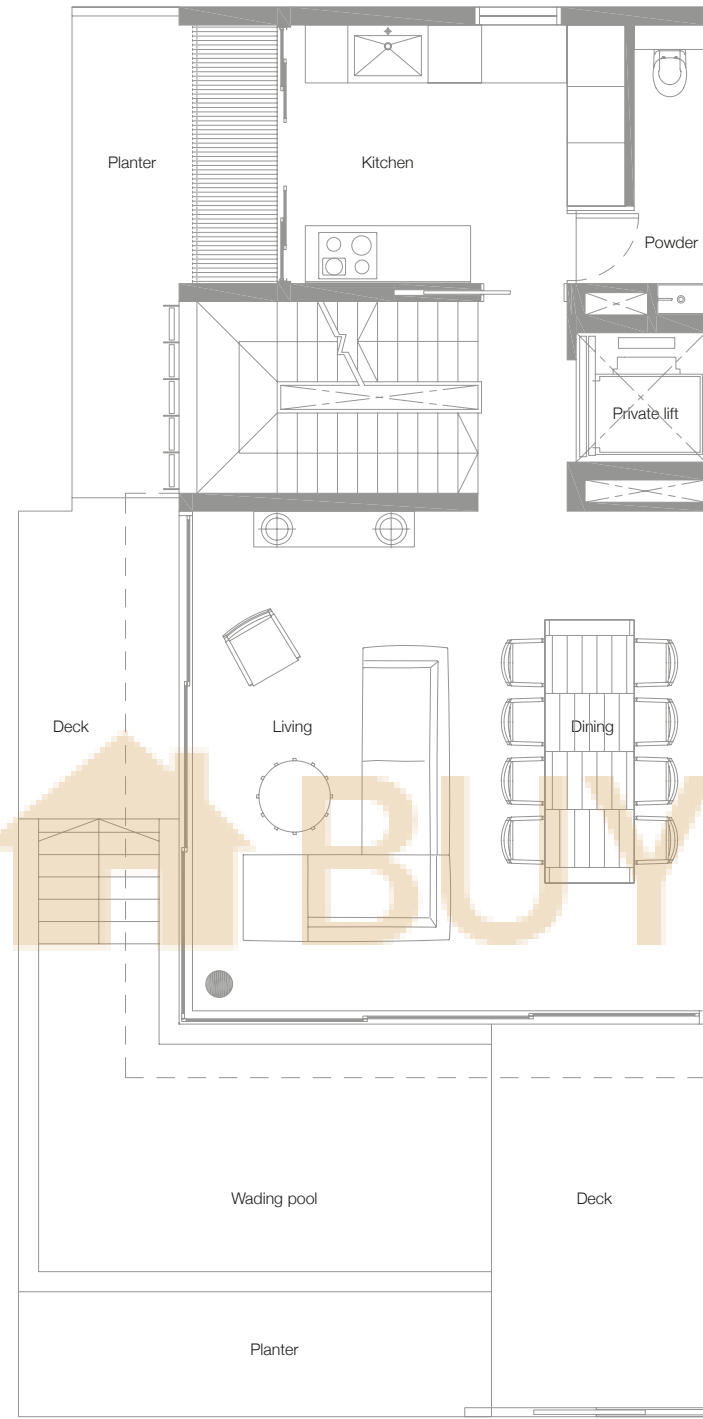 Planter
Kitchen
Powder
Private lift
Deck
Living
Dining
BUY
Wading pool
Deck
Planter